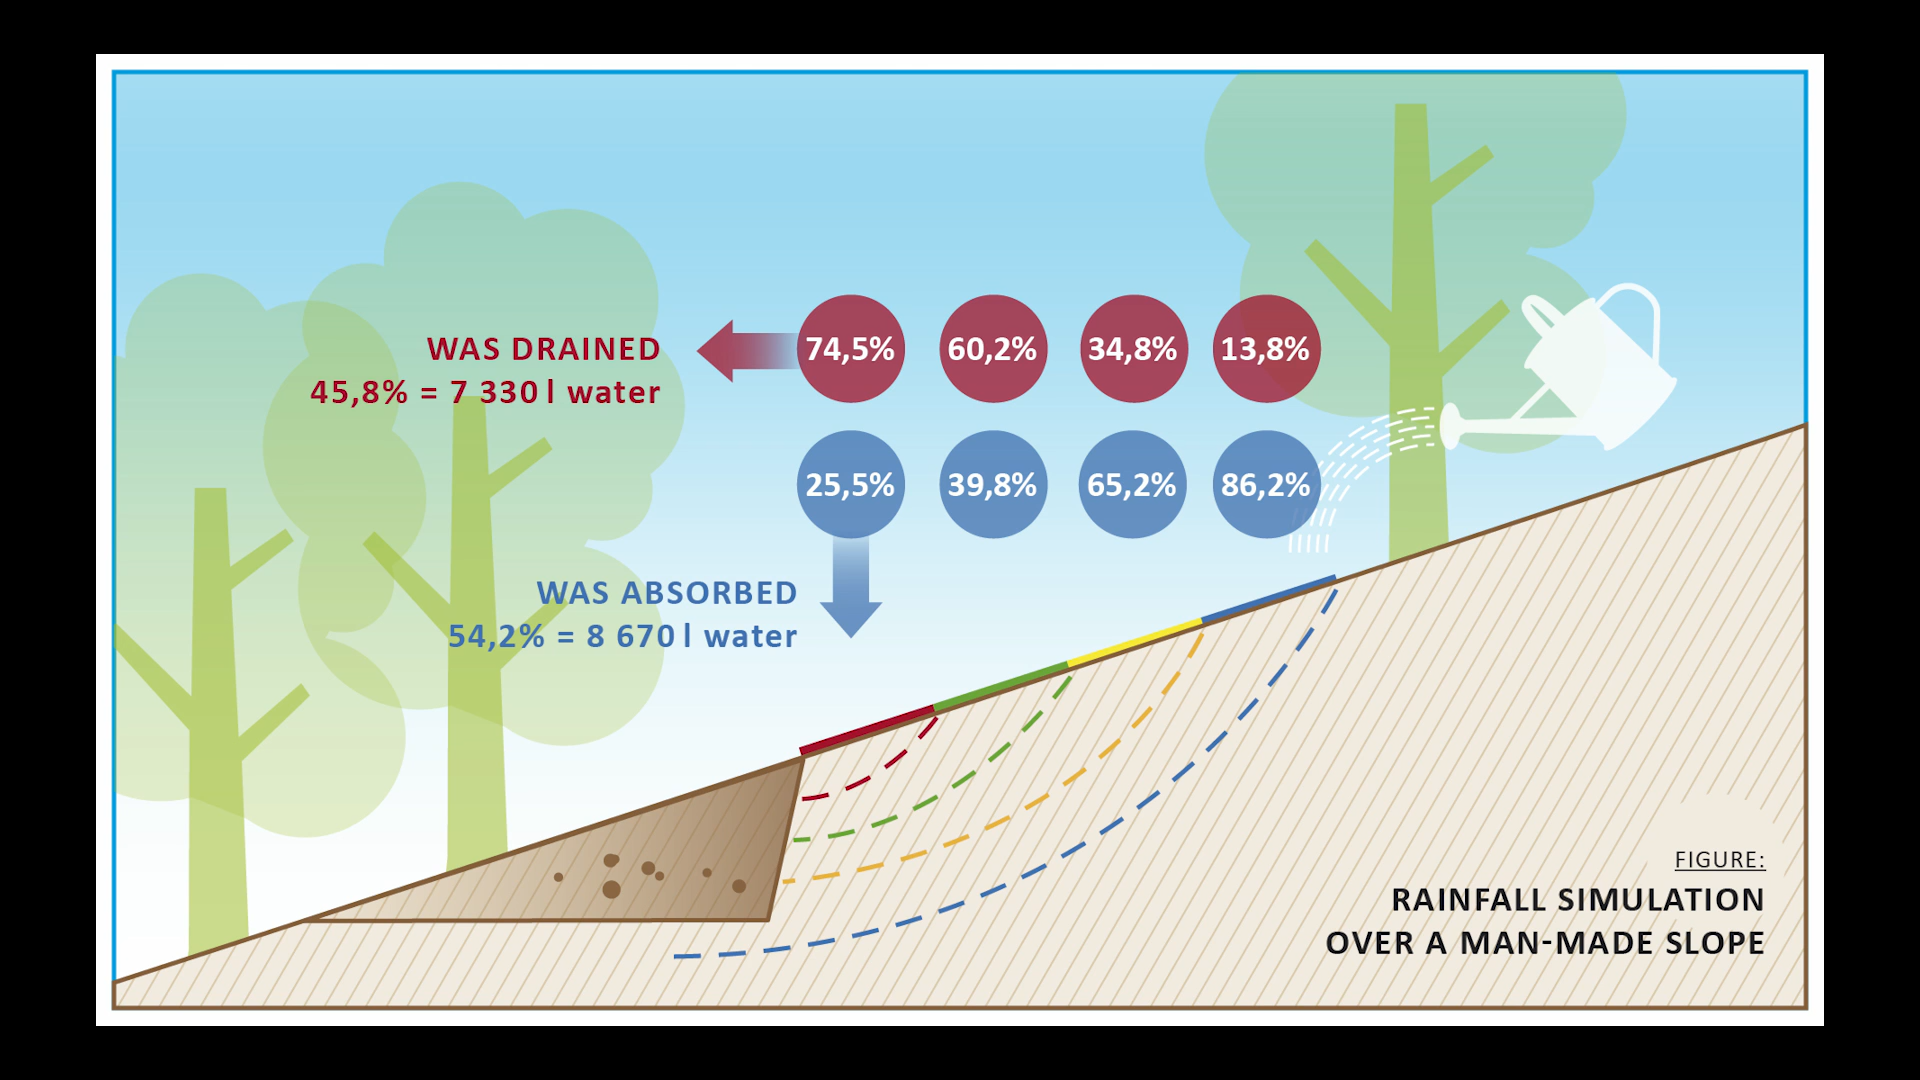 WAS DRAINED
45,8% = 7 330 l water
74,5% 60,2% 34,8% 13,8%
25,5% 39,8% 65,2% 86,2%
WAS ABSORBED
54,2% = 8 670 l water
FIGURE:
RAINFALL SIMULATION
OVER A MAN-MADE SLOPE